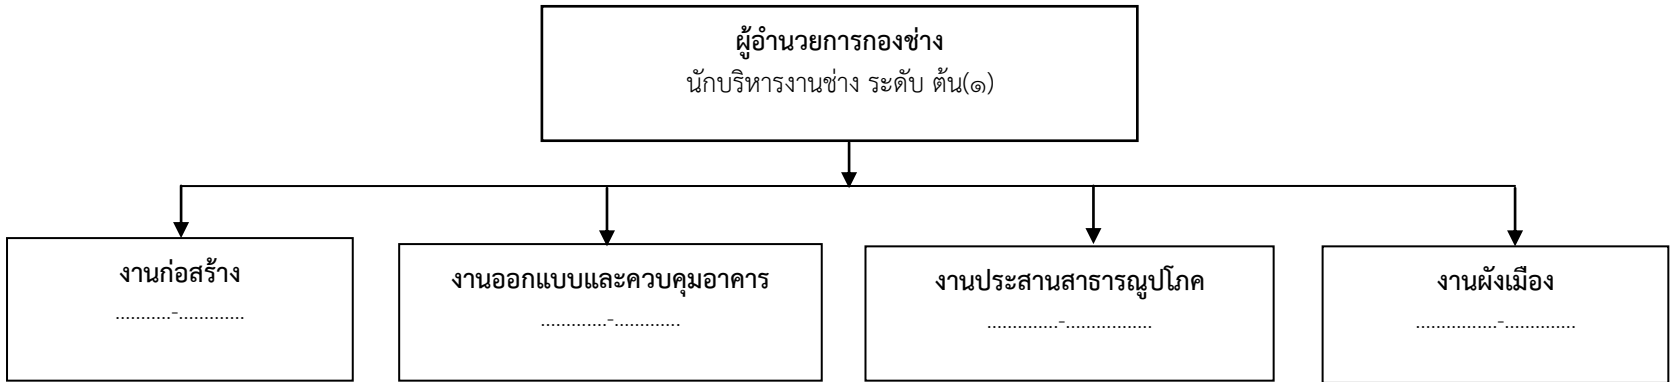 ผู้อำนวยการกองช่าง
นักบริหารงานช่าง ระดับ ต้น(๑)
งานก่อสร้าง
...........-.............
งานออกแบบและควบคุมอาคาร
.............-.............
งานประสานสาธารณูปโภค
..............-.................
งานผังเมือง
................-..............